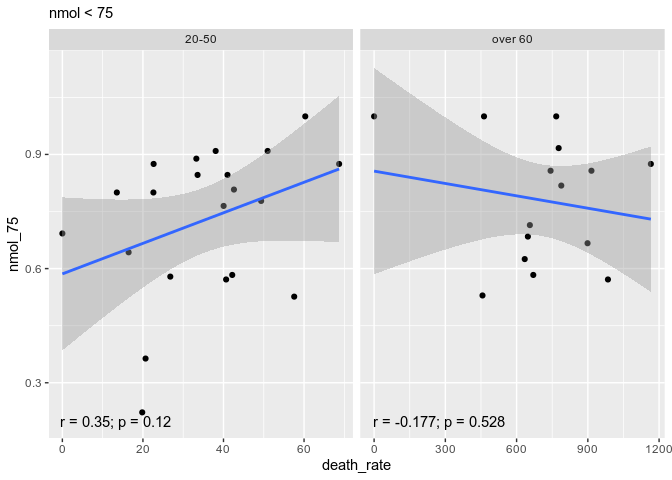 nmol < 75
20-50
over 60
nmol_75
0.9
0.6
0.3
r = 0.35; p = 0.12
r = -0.177; p = 0.528
0 20 40 60
0 300 600 900 1200
death_rate